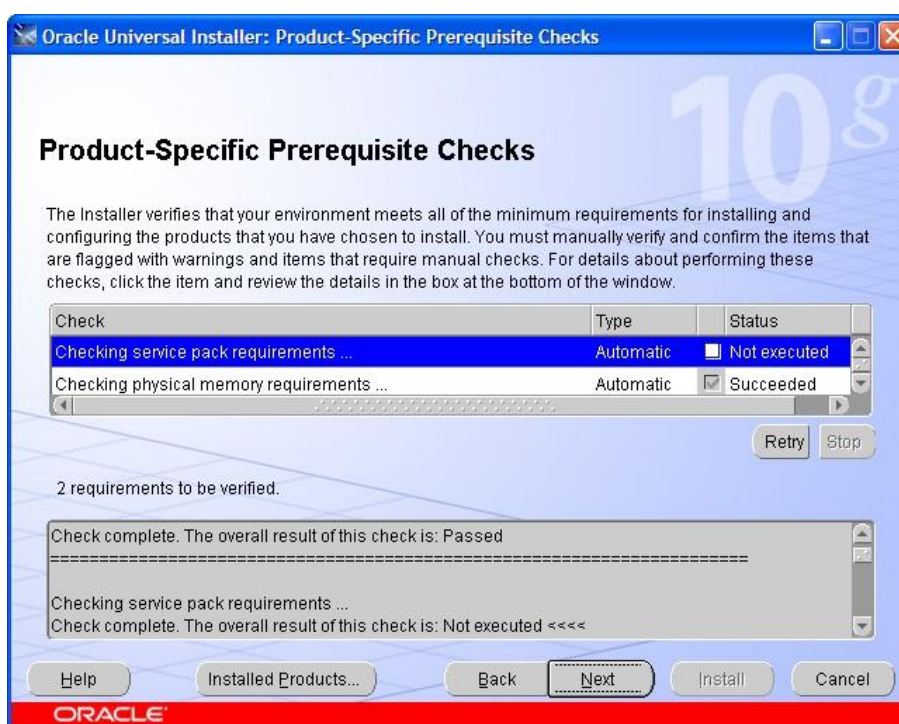 Oracle Universal Installer: Product-Specific Prerequisite Checks
10g
Product-Specific Prerequisite Checks
The Installer verifies that your environment meets all of the minimum requirements for installing and
configuring the products that you have chosen to install. You must manually verify and confirm the items that
are flagged with warnings and items that require manual checks. For details about performing these
checks, click the item and review the details in the box at the bottom of the window.
Check Type Status
Checking service pack requirements ... Automatic Not executed
Checking physical memory requirements ... Automatic Succeeded
Retry Stop
2 requirements to be verified.
Check complete. The overall result of this check is: Passed
========================================================================
Checking service pack requirements ...
Check complete. The overall result of this check is: Not executed <<<<
Help Installed Products... Back Next Install Cancel
ORACLE